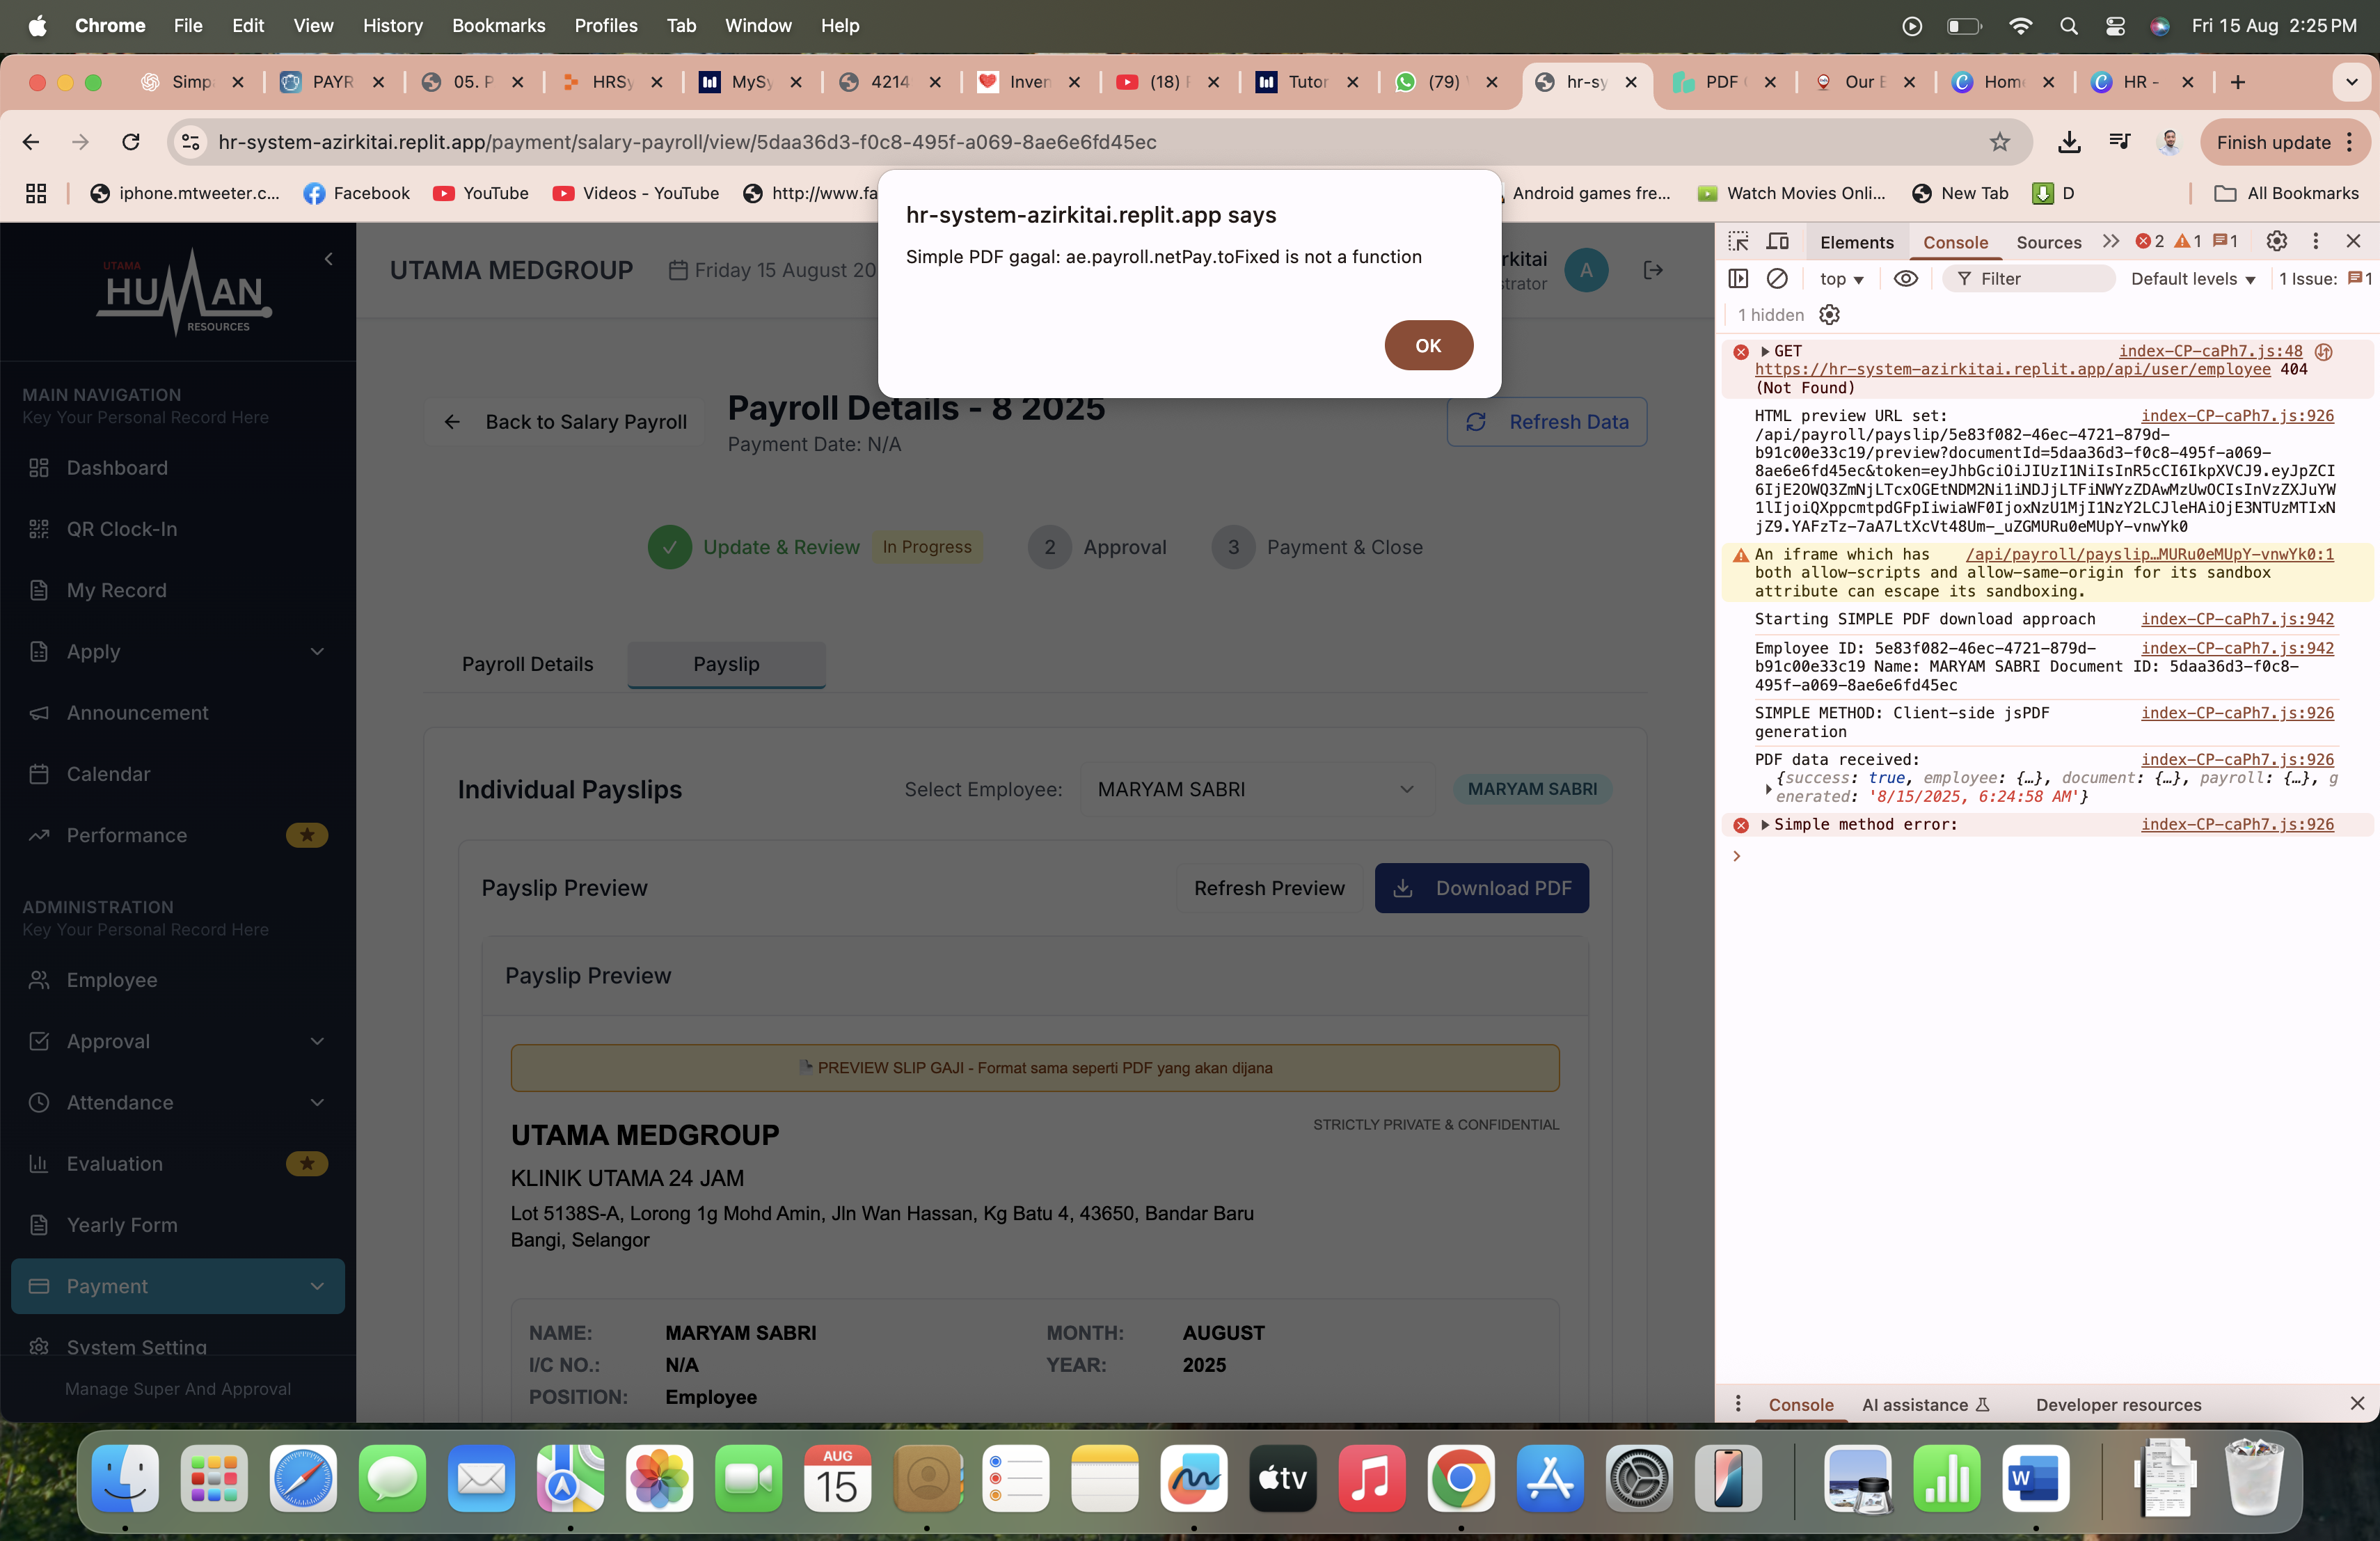 Chrome File Edit View History Bookmarks Profiles Tab Window Help Fri 15 Aug 2:25 PM
Simp PAYR 05. P HRSy MySy 4214 Inven (18) Tutor (79) hr-sy PDF Our Home HR -
hr-system-azirkitai.replit.app/payment/salary-payroll/view/5daa36d3-f0c8-495f-a069-8ae6e6fd45ec Finish update
iphone.mtweeter.c... Facebook YouTube Videos - YouTube http://www.fa Android games fre... Watch Movies Onli... New Tab D All Bookmarks
hr-system-azirkitai.replit.app says
Simple PDF gagal: ae.payroll.netPay.toFixed is not a function
OK
UTAMA
HUMAN
RESOURCES
MAIN NAVIGATION
Key Your Personal Record Here
Dashboard
QR Clock-In
My Record
Apply
Announcement
Calendar
Performance
ADMINISTRATION
Key Your Personal Record Here
Employee
Approval
Attendance
Evaluation
Yearly Form
Payment
System Setting
Manage Super And Approval
UTAMA MEDGROUP Friday 15 August 20 rkitai
strator
A
Back to Salary Payroll
Payroll Details - 8 2025
Payment Date: N/A
Refresh Data
Update & Review In Progress 2 Approval 3 Payment & Close
Payroll Details Payslip
Individual Payslips Select Employee: MARYAM SABRI MARYAM SABRI
Payslip Preview Refresh Preview Download PDF
Payslip Preview
PREVIEW SLIP GAJI - Format sama seperti PDF yang akan dijana
UTAMA MEDGROUP STRICTLY PRIVATE & CONFIDENTIAL
KLINIK UTAMA 24 JAM
Lot 5138S-A, Lorong 1g Mohd Amin, Jln Wan Hassan, Kg Batu 4, 43650, Bandar Baru
Bangi, Selangor
NAME: MARYAM SABRI MONTH: AUGUST
I/C NO.: N/A YEAR: 2025
POSITION: Employee
Elements Console Sources 2 1 1
top Filter Default levels 1 Issue: 1
1 hidden
GET index-CP-caPh7.js:48
https://hr-system-azirkitai.replit.app/api/user/employee 404
(Not Found)
HTML preview URL set: index-CP-caPh7.js:926
/api/payroll/payslip/5e83f082-46ec-4721-879d-
b91c00e33c19/preview?documentId=5daa36d3-f0c8-495f-a069-
8ae6e6fd45ec&token=eyJhbGciOiJIUzI1NiIsInR5cCI6IkpXVCJ9.eyJpZCI
6IjE2OWQ3ZmNjLTcxOGEtNDM2Ni1iNDJjLTFiNWYzZDAwMzUwOCIsInVzZXJuYW
1lIjoiQXppcmtpdGFpIiwiaWF0IjoxNzU1MjI1NzY2LCJleHAiOjE3NTUzMTIxN
jZ9.YAFzTz-7aA7LtXcVt48Um-_uZGMURu0eMUpY-vnwYk0
An iframe which has /api/payroll/payslip…MURu0eMUpY-vnwYk0:1
both allow-scripts and allow-same-origin for its sandbox
attribute can escape its sandboxing.
Starting SIMPLE PDF download approach index-CP-caPh7.js:942
Employee ID: 5e83f082-46ec-4721-879d- index-CP-caPh7.js:942
b91c00e33c19 Name: MARYAM SABRI Document ID: 5daa36d3-f0c8-
495f-a069-8ae6e6fd45ec
SIMPLE METHOD: Client-side jsPDF index-CP-caPh7.js:926
generation
PDF data received: index-CP-caPh7.js:926
{success: true, employee: {…}, document: {…}, payroll: {…}, g
enerated: '8/15/2025, 6:24:58 AM'}
Simple method error: index-CP-caPh7.js:926
Console AI assistance Developer resources
AUG
15
tv
W